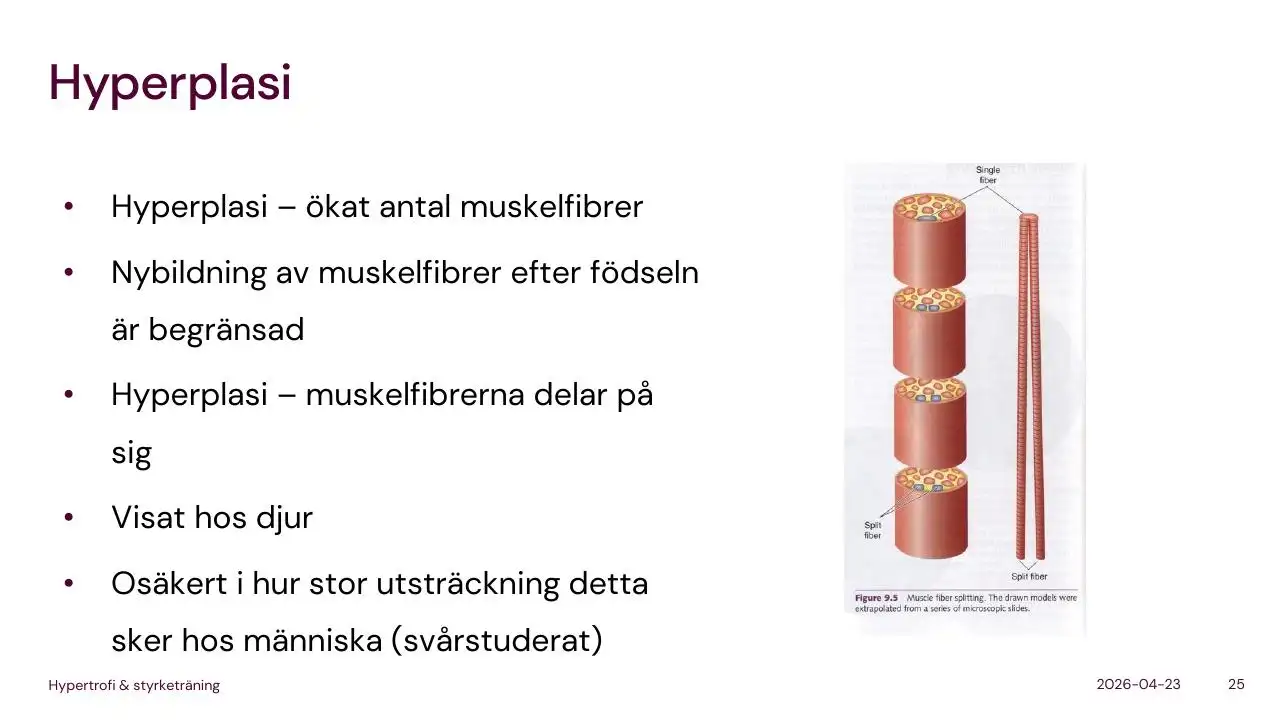 Hyperplasi
• Hyperplasi – ökat antal muskelfibrer
• Nybildning av muskelfibrer efter födseln
är begränsad
• Hyperplasi – muskelfibrerna delar på
sig
• Visat hos djur
• Osäkert i hur stor utsträckning detta
sker hos människa (svårstuderat)
Single
fiber
Split
fiber
Split fiber
Figure 9.5 Muscle fiber splitting. The drawn models were
extrapolated from a series of microscopic slides.
Hypertrofi & styrketräning
2026-04-23
25